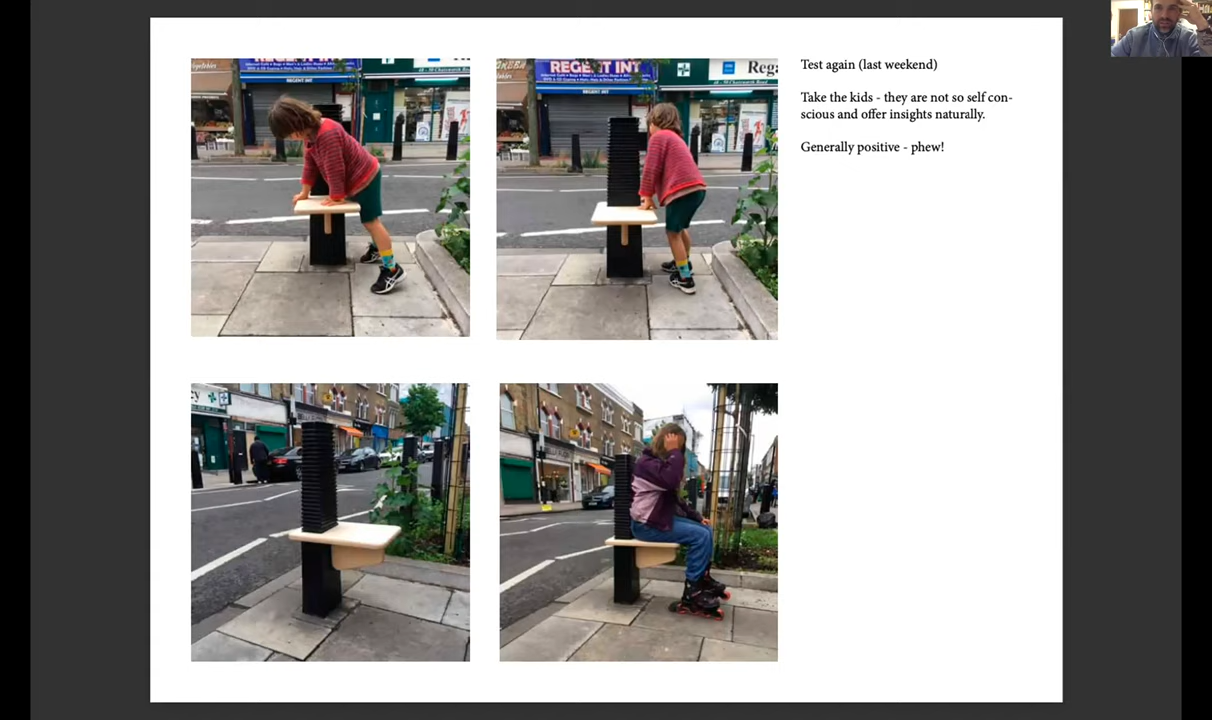 REGENT INT
REGENT INT
Rega
Test again (last weekend)
Take the kids - they are not so self con-
scious and offer insights naturally.
Generally positive - phew!